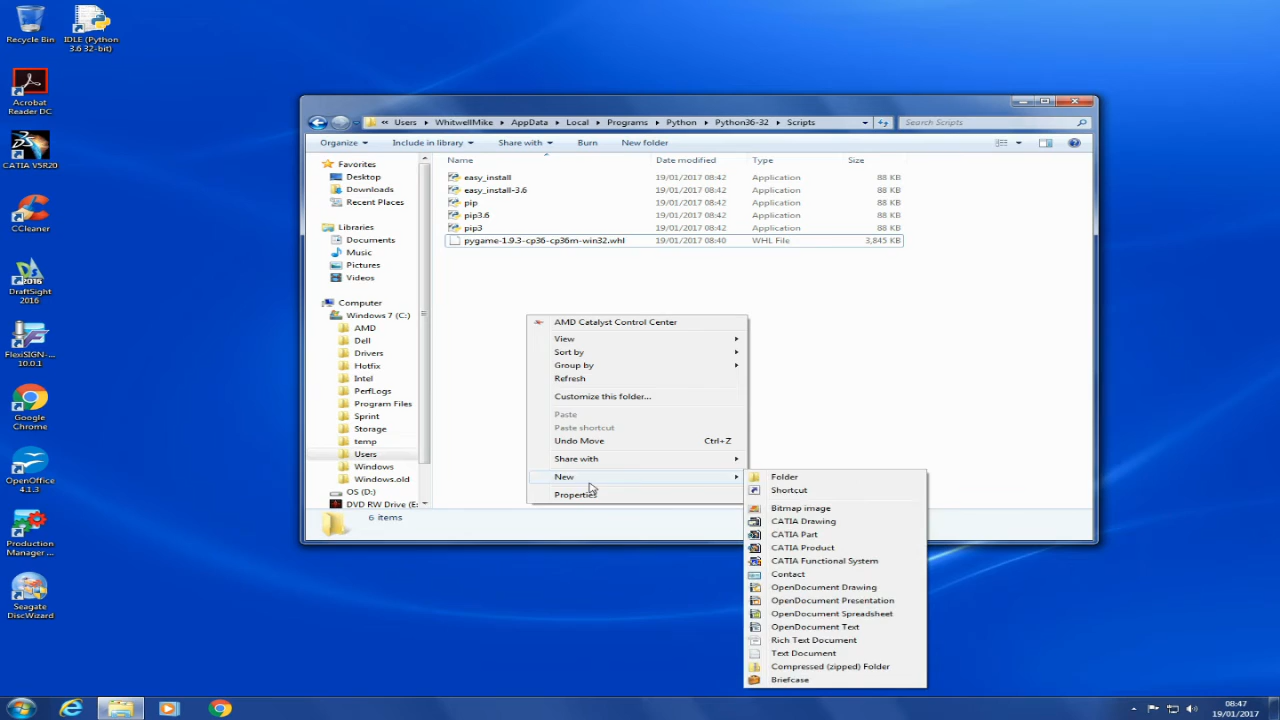 Recycle Bin
IDLE (Python
3.6 32-bit)
Acrobat
Reader DC
CATIA V5R20
CCleaner
DraftSight
2016
FlexiSIGN-...
10.0.1
Google
Chrome
OpenOffice
4.1.3
Production
Manager ...
Seagate
DiscWizard
« Users WhitwellMike AppData Local Programs Python Python36-32 Scripts
Search Scripts
Organize Include in library Share with Burn New folder
Favorites
Desktop
Downloads
Recent Places
Libraries
Documents
Music
Pictures
Videos
Computer
Windows 7 (C:)
AMD
Dell
Drivers
Hotfix
Intel
PerfLogs
Program Files
Sprint
Storage
temp
Users
Windows
Windows.old
OS (D:)
DVD RW Drive (E:
Name Date modified Type Size
easy_install 19/01/2017 08:42 Application 88 KB
easy_install-3.6 19/01/2017 08:42 Application 88 KB
pip 19/01/2017 08:42 Application 88 KB
pip3.6 19/01/2017 08:42 Application 88 KB
pip3 19/01/2017 08:42 Application 88 KB
pygame-1.9.3-cp36-cp36m-win32.whl 19/01/2017 08:40 WHL File 3,845 KB
AMD Catalyst Control Center
View
Sort by
Group by
Refresh
Customize this folder...
Paste
Paste shortcut
Undo Move Ctrl+Z
Share with
New
Properties
Folder
Shortcut
Bitmap image
CATIA Drawing
CATIA Part
CATIA Product
CATIA Functional System
Contact
OpenDocument Drawing
OpenDocument Presentation
OpenDocument Spreadsheet
OpenDocument Text
Rich Text Document
Text Document
Compressed (zipped) Folder
Briefcase
6 items
08:47
19/01/2017